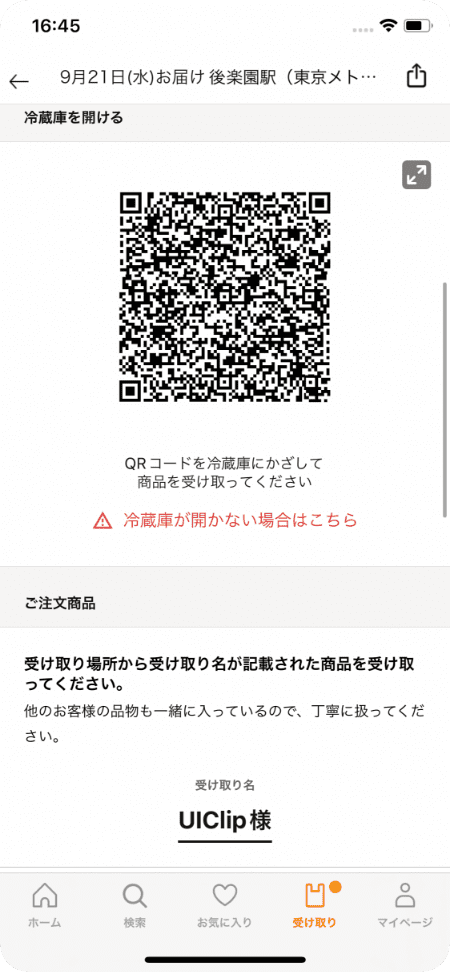 16:45
9月21日(水)お届け 後楽園駅（東京メト…
冷蔵庫を開ける
QRコードを冷蔵庫にかざして
商品を受け取ってください
冷蔵庫が開かない場合はこちら
ご注文商品
受け取り場所から受け取り名が記載された商品を受け取
ってください。
他のお客様の品物も一緒に入っているので、丁寧に扱ってくだ
さい。
受け取り名
UIClip様
ホーム 検索 お気に入り 受け取り マイページ